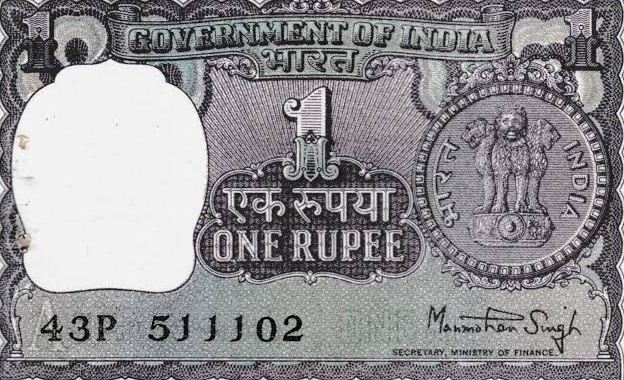 1 GOVERNMENT OF INDIA 1
भारत
1
एक रुपया
ONE RUPEE
भारत INDIA
A
43P 511102
Manmohan Singh
SECRETARY, MINISTRY OF FINANCE.